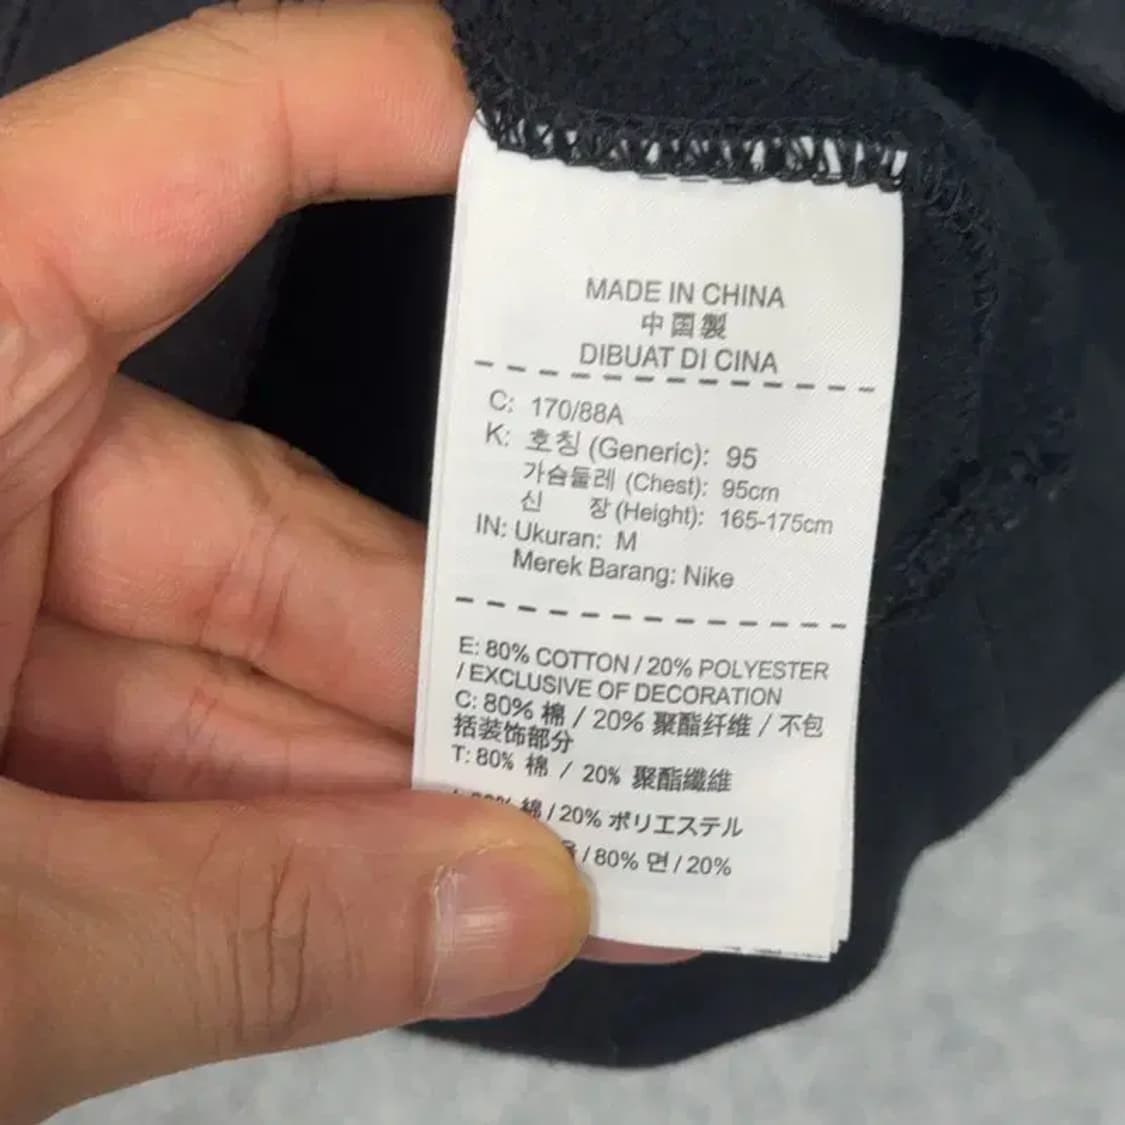 MADE IN CHINA
中国製
DIBUAT DI CINA
C: 170/88A
K: 호칭 (Generic): 95
가슴둘레 (Chest): 95cm
신 장 (Height): 165-175cm
IN: Ukuran: M
Merek Barang: Nike
E: 80% COTTON / 20% POLYESTER
/ EXCLUSIVE OF DECORATION
C: 80% 棉 / 20% 聚酯纤维 / 不包
括装饰部分
T: 80% 棉 / 20% 聚酯纖維
綿 / 20% ポリエステル
/ 80% 면 / 20%